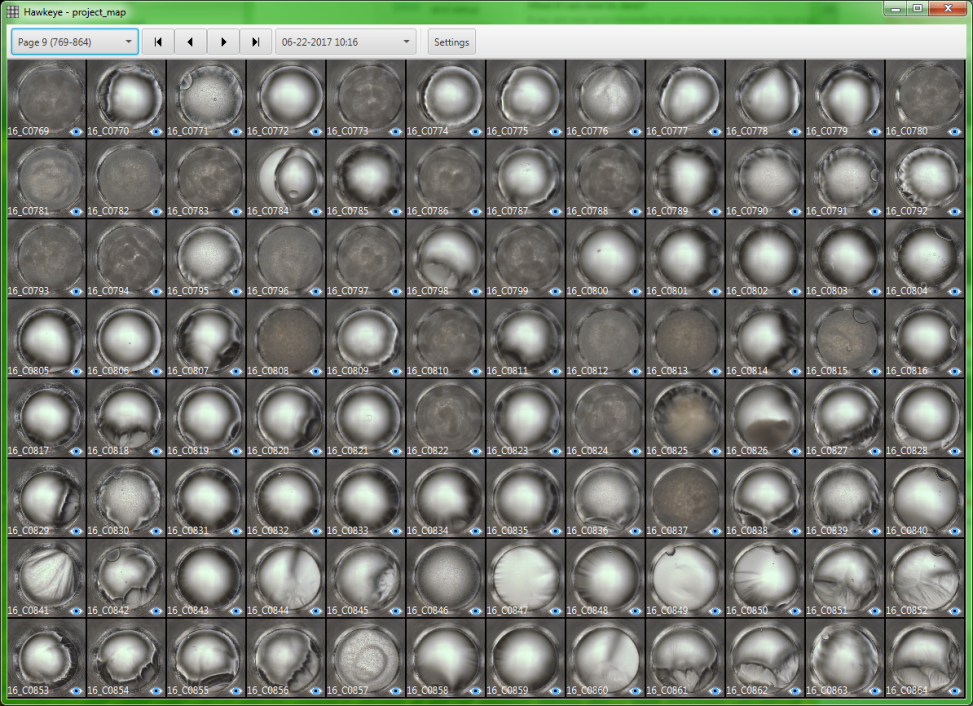 Hawkeye - project_map
Page 9 (769-864) 06-22-2017 10:16 Settings
16_C0769 16_C0770 16_C0771 16_C0772 16_C0773 16_C0774 16_C0775 16_C0776 16_C0777 16_C0778 16_C0779 16_C0780
16_C0781 16_C0782 16_C0783 16_C0784 16_C0785 16_C0786 16_C0787 16_C0788 16_C0789 16_C0790 16_C0791 16_C0792
16_C0793 16_C0794 16_C0795 16_C0796 16_C0797 16_C0798 16_C0799 16_C0800 16_C0801 16_C0802 16_C0803 16_C0804
16_C0805 16_C0806 16_C0807 16_C0808 16_C0809 16_C0810 16_C0811 16_C0812 16_C0813 16_C0814 16_C0815 16_C0816
16_C0817 16_C0818 16_C0819 16_C0820 16_C0821 16_C0822 16_C0823 16_C0824 16_C0825 16_C0826 16_C0827 16_C0828
16_C0829 16_C0830 16_C0831 16_C0832 16_C0833 16_C0834 16_C0835 16_C0836 16_C0837 16_C0838 16_C0839 16_C0840
16_C0841 16_C0842 16_C0843 16_C0844 16_C0845 16_C0846 16_C0847 16_C0848 16_C0849 16_C0850 16_C0851 16_C0852
16_C0853 16_C0854 16_C0855 16_C0856 16_C0857 16_C0858 16_C0859 16_C0860 16_C0861 16_C0862 16_C0863 16_C0864